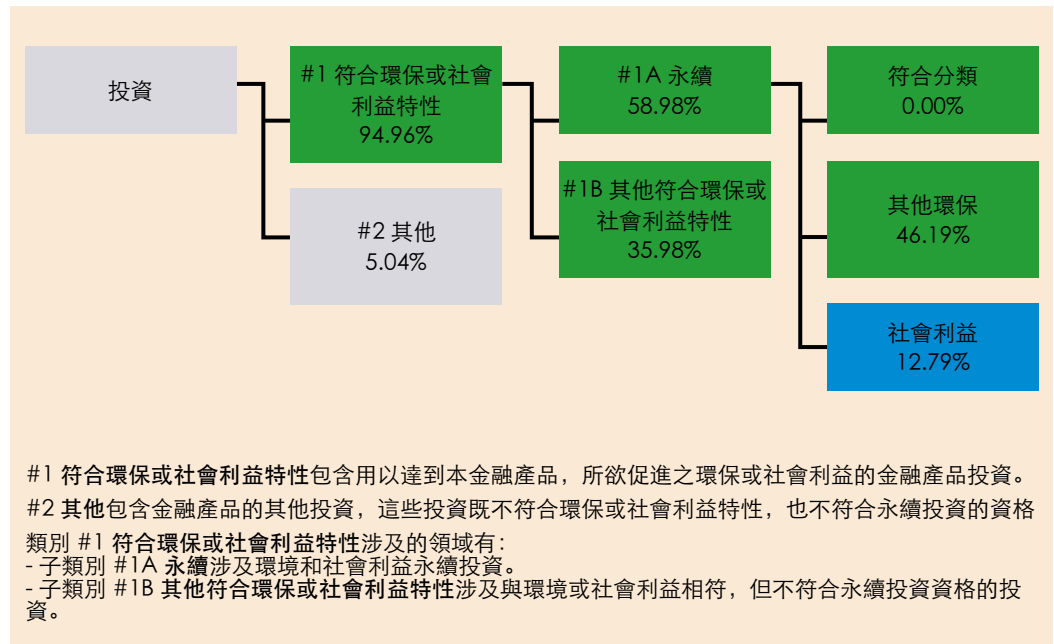 投資
#1 符合環保或社會
利益特性
94.96%
#2 其他
5.04%
#1A 永續
58.98%
#1B 其他符合環保或
社會利益特性
35.98%
符合分類
0.00%
其他環保
46.19%
社會利益
12.79%
#1 符合環保或社會利益特性包含用以達到本金融產品，所欲促進之環保或社會利益的金融產品投資。
#2 其他包含金融產品的其他投資，這些投資既不符合環保或社會利益特性，也不符合永續投資的資格
類別 #1 符合環保或社會利益特性涉及的領域有：
- 子類別 #1A 永續涉及環境和社會利益永續投資。
- 子類別 #1B 其他符合環保或社會利益特性涉及與環境或社會利益相符，但不符合永續投資資格的投
資。